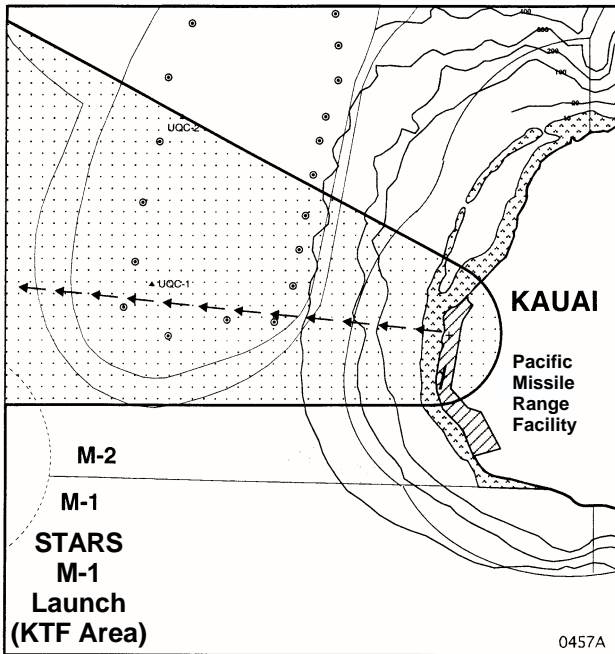 400
300
200
100
20
10
UQC-2
UQC-1
KAUAI
Pacific
Missile
Range
Facility
M-2
M-1
STARS
M-1
Launch
(KTF Area)
0457A